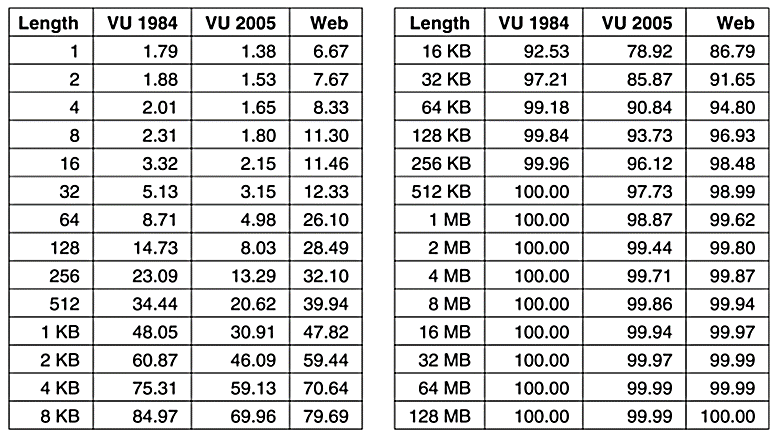 Length VU 1984 VU 2005 Web
1 1.79 1.38 6.67
2 1.88 1.53 7.67
4 2.01 1.65 8.33
8 2.31 1.80 11.30
16 3.32 2.15 11.46
32 5.13 3.15 12.33
64 8.71 4.98 26.10
128 14.73 8.03 28.49
256 23.09 13.29 32.10
512 34.44 20.62 39.94
1 KB 48.05 30.91 47.82
2 KB 60.87 46.09 59.44
4 KB 75.31 59.13 70.64
8 KB 84.97 69.96 79.69
Length VU 1984 VU 2005 Web
16 KB 92.53 78.92 86.79
32 KB 97.21 85.87 91.65
64 KB 99.18 90.84 94.80
128 KB 99.84 93.73 96.93
256 KB 99.96 96.12 98.48
512 KB 100.00 97.73 98.99
1 MB 100.00 98.87 99.62
2 MB 100.00 99.44 99.80
4 MB 100.00 99.71 99.87
8 MB 100.00 99.86 99.94
16 MB 100.00 99.94 99.97
32 MB 100.00 99.97 99.99
64 MB 100.00 99.99 99.99
128 MB 100.00 99.99 100.00